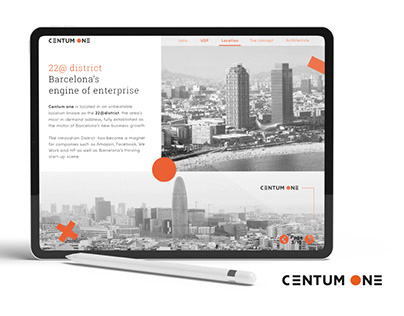 CENTUM ONE
Intro USP Location The concept Architecture
22@ district
Barcelona's
engine of enterprise
Centum one is located in an unbeatable
location known as the 22@district, the area's
most in demand address, fully established as
the motor of Barcelona's new business growth
The Innovation District has become a magnet
for companies such as Amazon, Facebook, We
Work and HP as well as Barcelona's thriving
start-up scene
CENTUM ONE
Page
CENTUM ONE